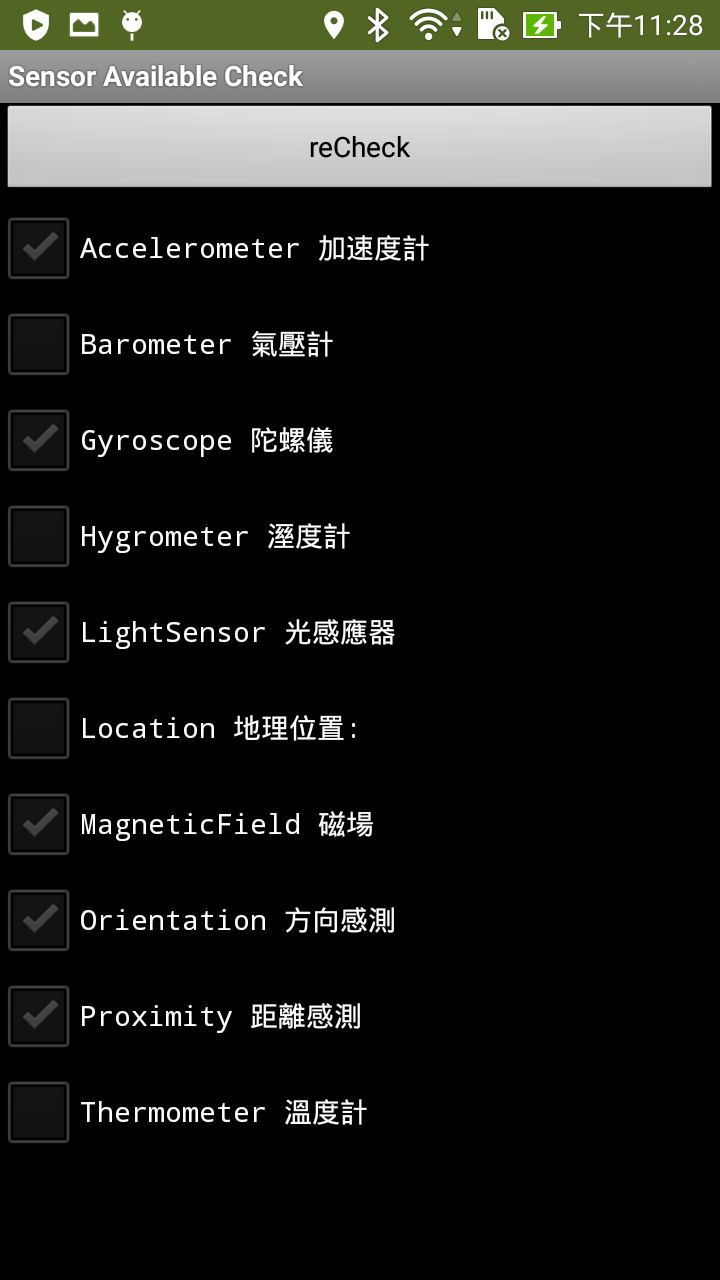 下午11:28
Sensor Available Check
reCheck
Accelerometer 加速度計
Barometer 氣壓計
Gyroscope 陀螺儀
Hygrometer 溼度計
LightSensor 光感應器
Location 地理位置:
MagneticField 磁場
Orientation 方向感測
Proximity 距離感測
Thermometer 溫度計